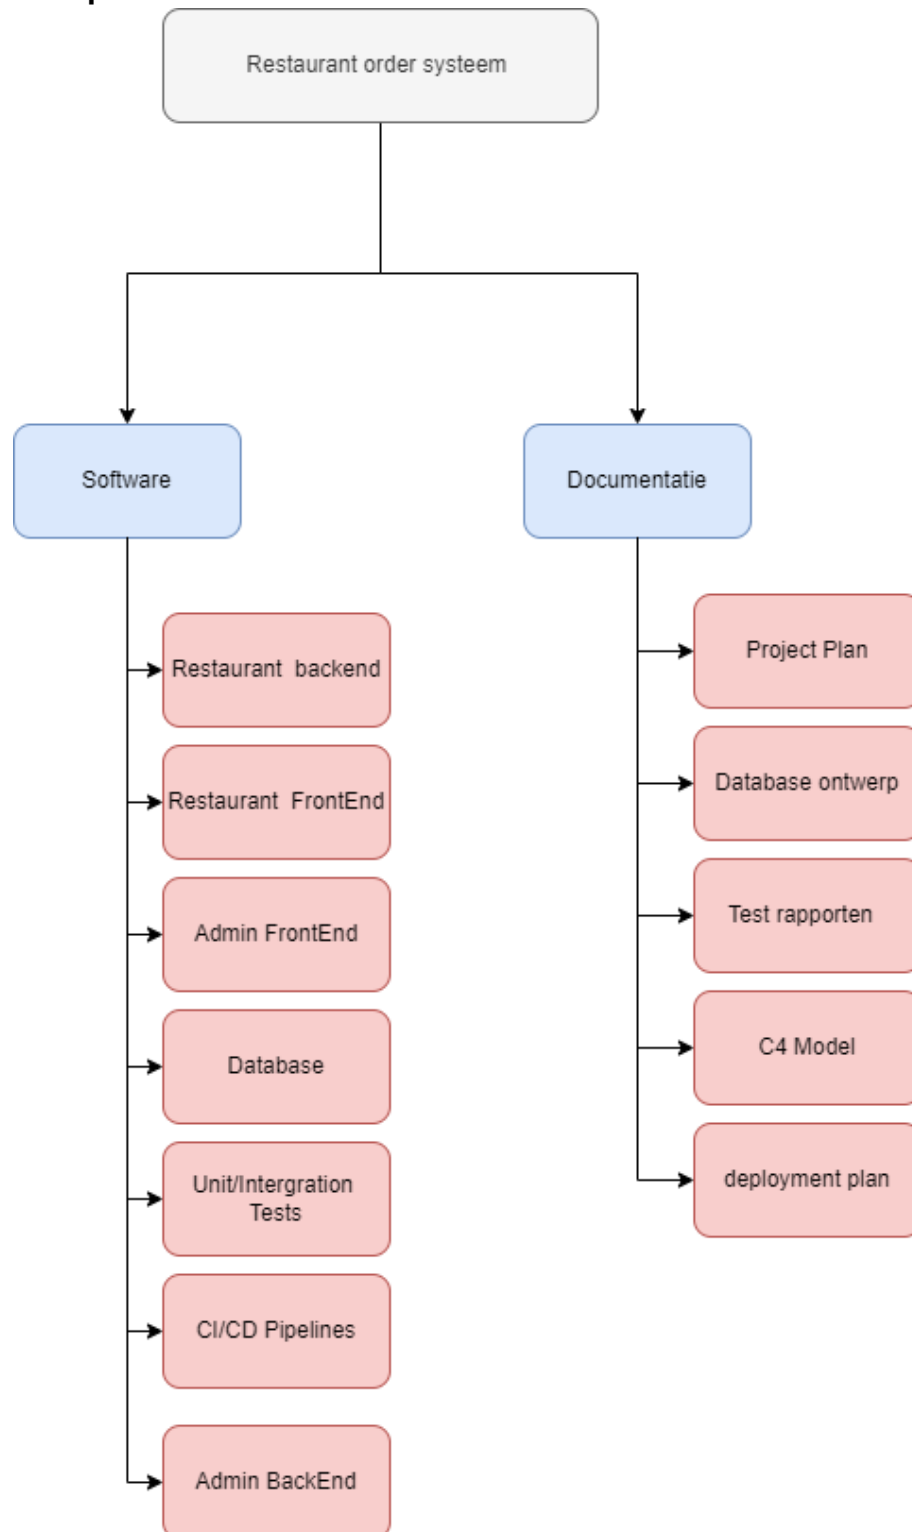 Restaurant order systeem
Software
Documentatie
Restaurant  backend
Restaurant  FrontEnd
Admin FrontEnd
Database
Unit/Intergration
Tests
CI/CD Pipelines
Admin BackEnd
Project Plan
Database ontwerp
Test rapporten
C4 Model
deployment plan